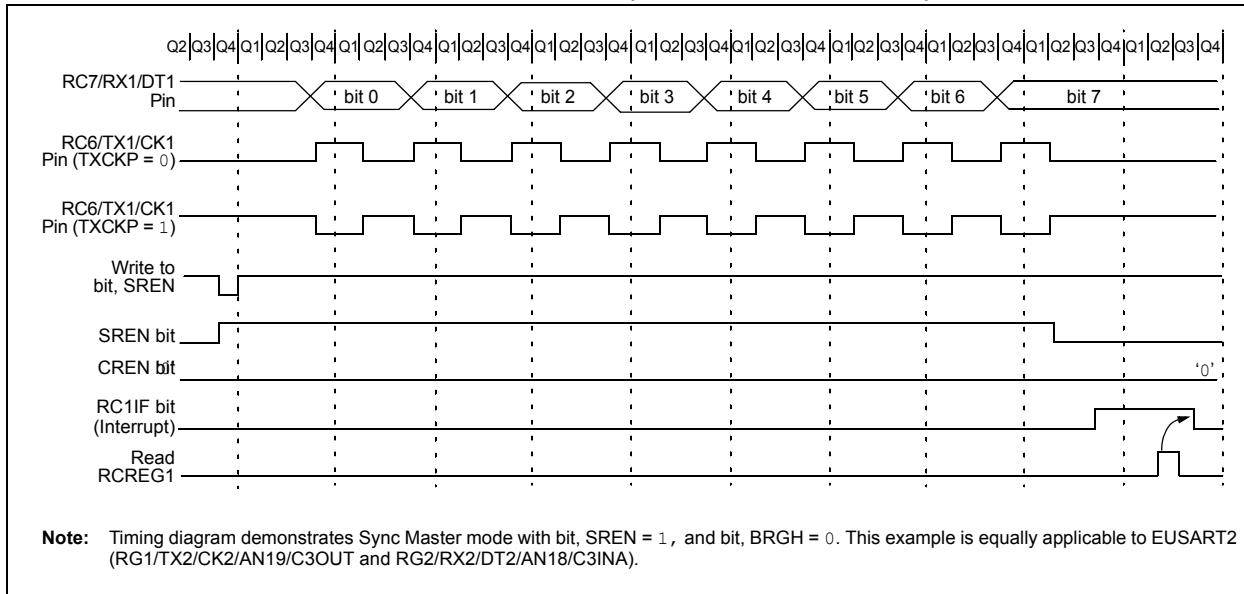 Q2 Q3 Q4 Q1 Q2 Q3 Q4 Q1 Q2 Q3 Q4 Q1 Q2 Q3 Q4 Q1 Q2 Q3 Q4 Q1 Q2 Q3 Q4 Q1 Q2 Q3 Q4 Q1 Q2 Q3 Q4 Q1 Q2 Q3 Q4 Q1 Q2 Q3 Q4 Q1 Q2 Q3 Q4
RC7/RX1/DT1
Pin
bit 0 bit 1 bit 2 bit 3 bit 4 bit 5 bit 6 bit 7
RC6/TX1/CK1
Pin (TXCKP = 0)
RC6/TX1/CK1
Pin (TXCKP = 1)
Write to
bit, SREN
SREN bit
CREN bit
‘0’
RC1IF bit
(Interrupt)
Read
RCREG1
Note: Timing diagram demonstrates Sync Master mode with bit, SREN = 1, and bit, BRGH = 0. This example is equally applicable to EUSART2
(RG1/TX2/CK2/AN19/C3OUT and RG2/RX2/DT2/AN18/C3INA).